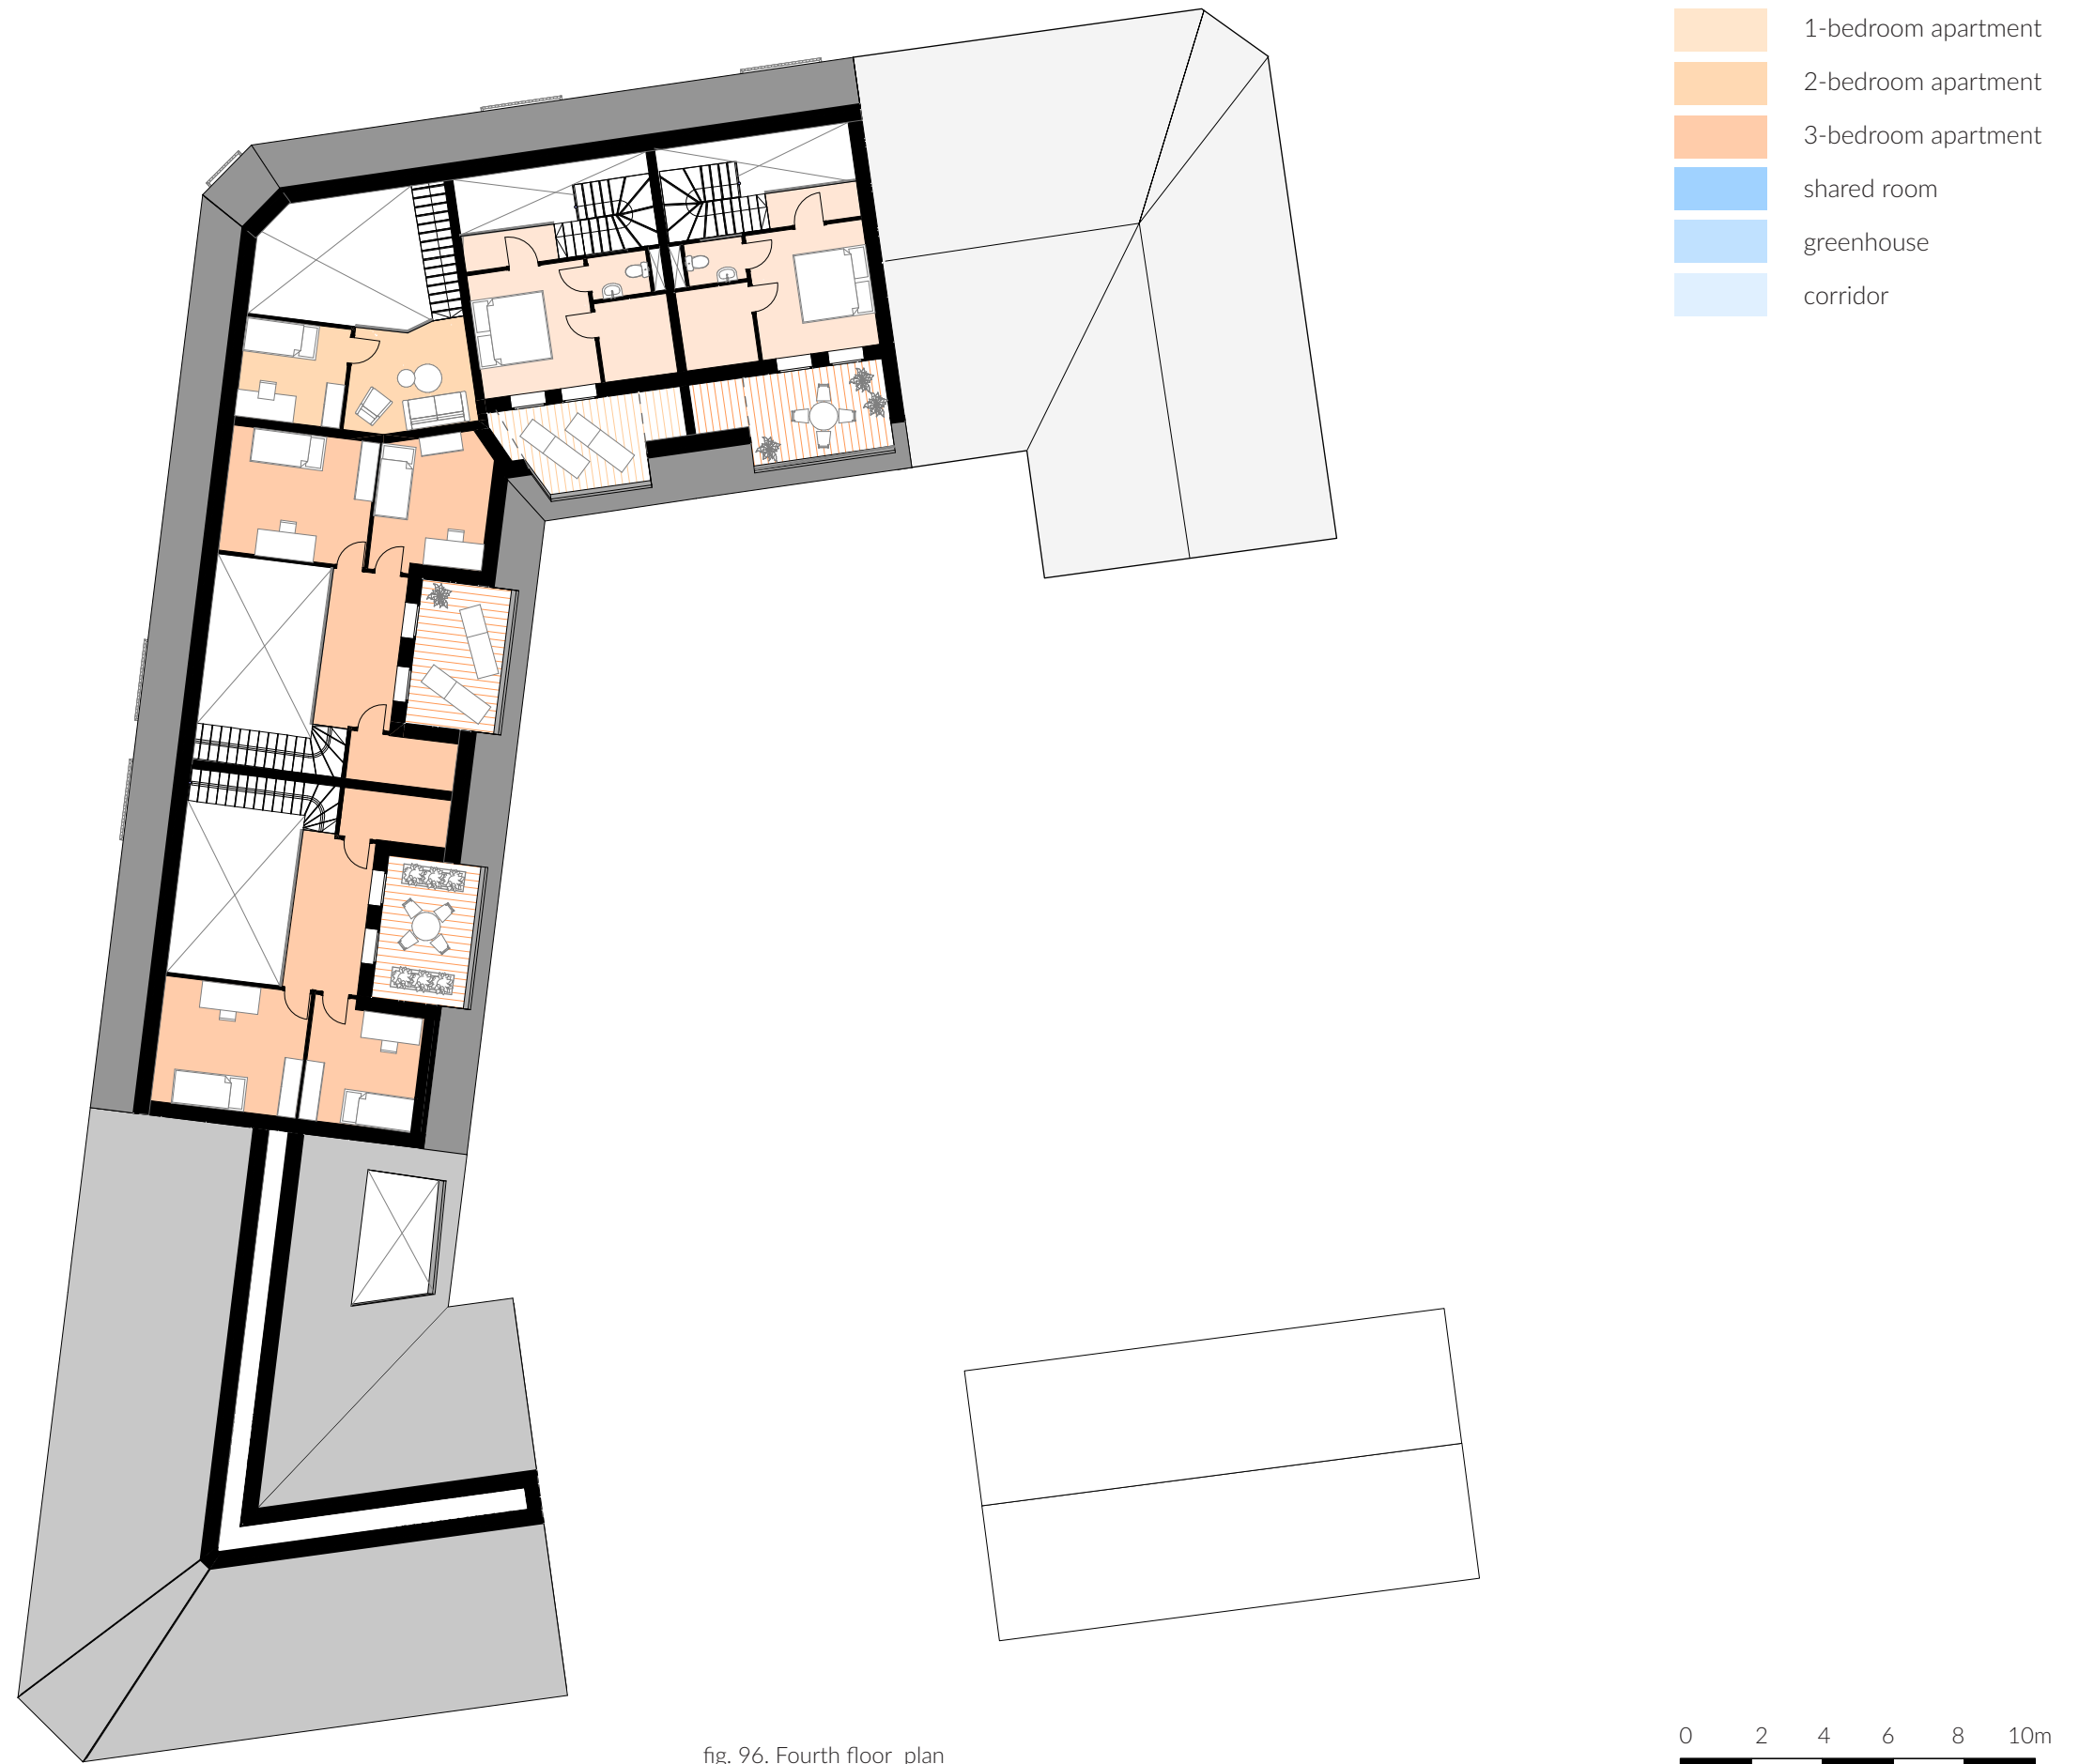 1-bedroom apartment
2-bedroom apartment
3-bedroom apartment
shared room
greenhouse
corridor
fig. 96. Fourth floor plan
0 2 4 6 8 10m